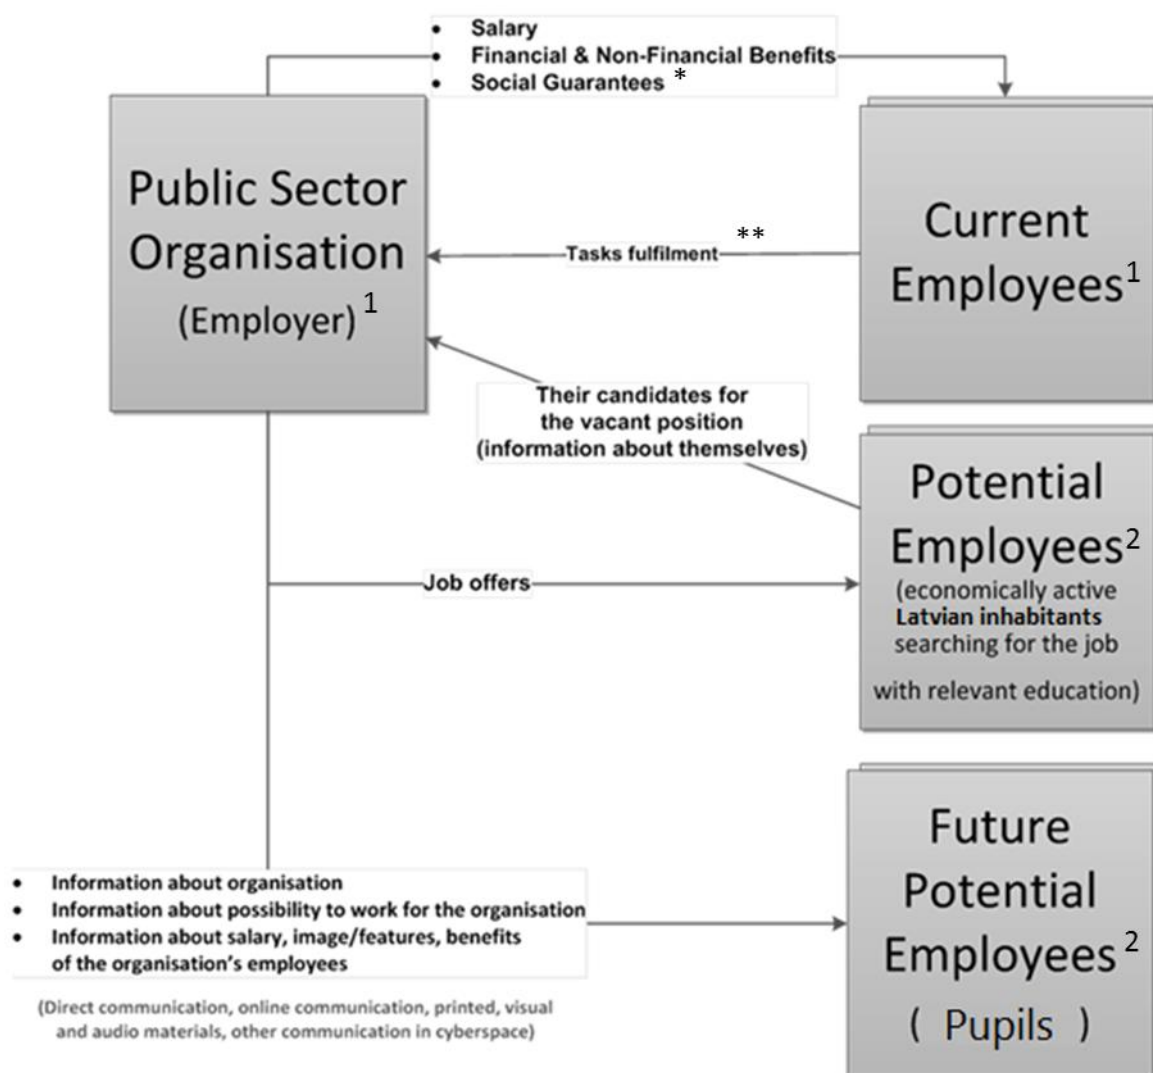 • Salary
• Financial & Non-Financial Benefits
• Social Guarantees *
Public Sector
Organisation
(Employer) 1
Current
Employees1
Tasks fulfilment **
Their candidates for
the vacant position
(information about themselves)
Potential
Employees2
(economically active
Latvian inhabitants
searching for the job
with relevant education)
Job offers
Future
Potential
Employees 2
( Pupils )
• Information about organisation
• Information about possibility to work for the organisation
• Information about salary, image/features, benefits
of the organisation's employees
(Direct communication, online communication, printed, visual
and audio materials, other communication in cyberspace)